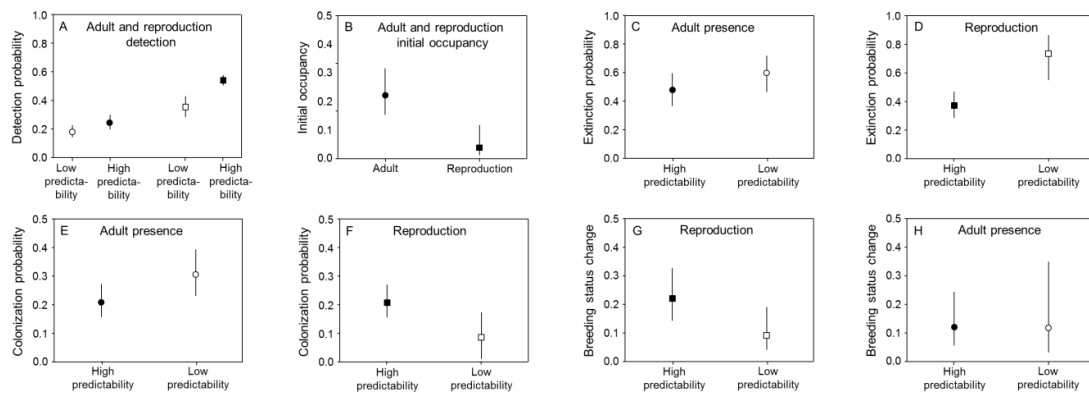 A Adult and reproduction
detection
Detection probability
1.0
0.8
0.6
0.4
0.2
0.0
Low
predicta-
bility
High
predicta-
bility
Low
predicta-
bility
High
predicta-
bility
B Adult and reproduction
initial occupancy
Initial occupancy
0.5
0.3
0.2
0.1
0.0
Adult
Reproduction
C Adult presence
Extinction probability
1.0
0.8
0.6
0.4
0.2
0.0
High
predictability
Low
predictability
D Reproduction
Extinction probability
1.0
0.8
0.6
0.4
0.2
0.0
High
predictability
Low
predictability
E Adult presence
Colonization probability
0.5
0.4
0.3
0.2
0.1
0.0
High
predictability
Low
predictability
F Reproduction
Colonization probability
0.5
0.4
0.3
0.2
0.1
0.0
High
predictability
Low
predictability
G Reproduction
Breeding status change
0.5
0.4
0.3
0.2
0.1
0.0
High
predictability
Low
predictability
H Adult presence
Breeding status change
0.5
0.4
0.3
0.2
0.1
0.0
High
predictability
Low
predictability